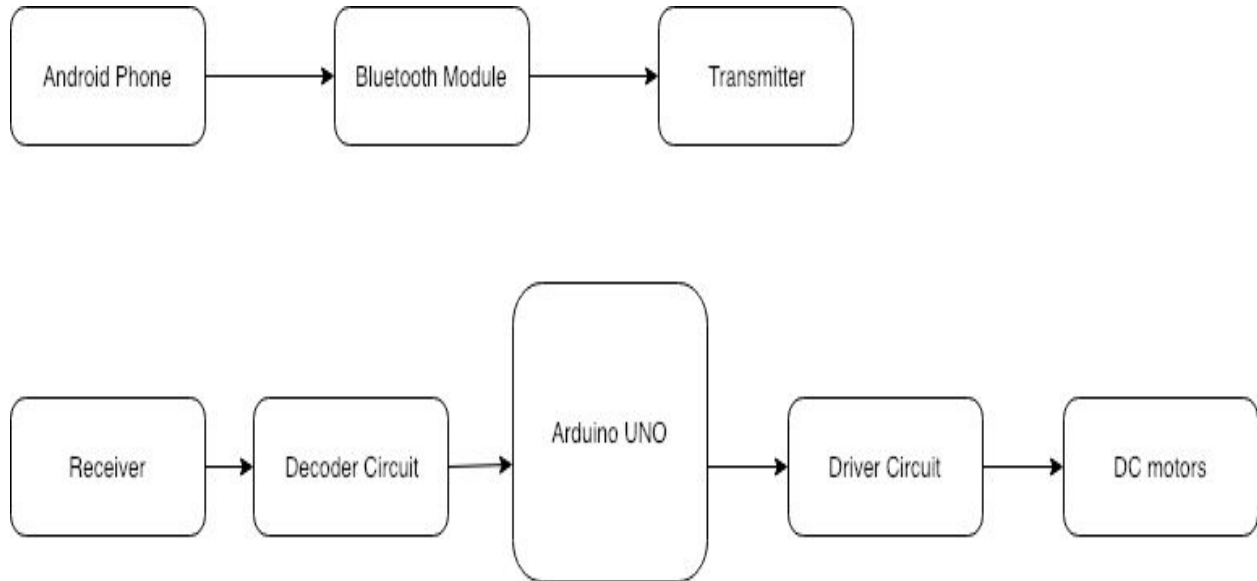 Android Phone
Bluetooth Module
Transmitter
Receiver
Decoder Circuit
Arduino UNO
Driver Circuit
DC motors